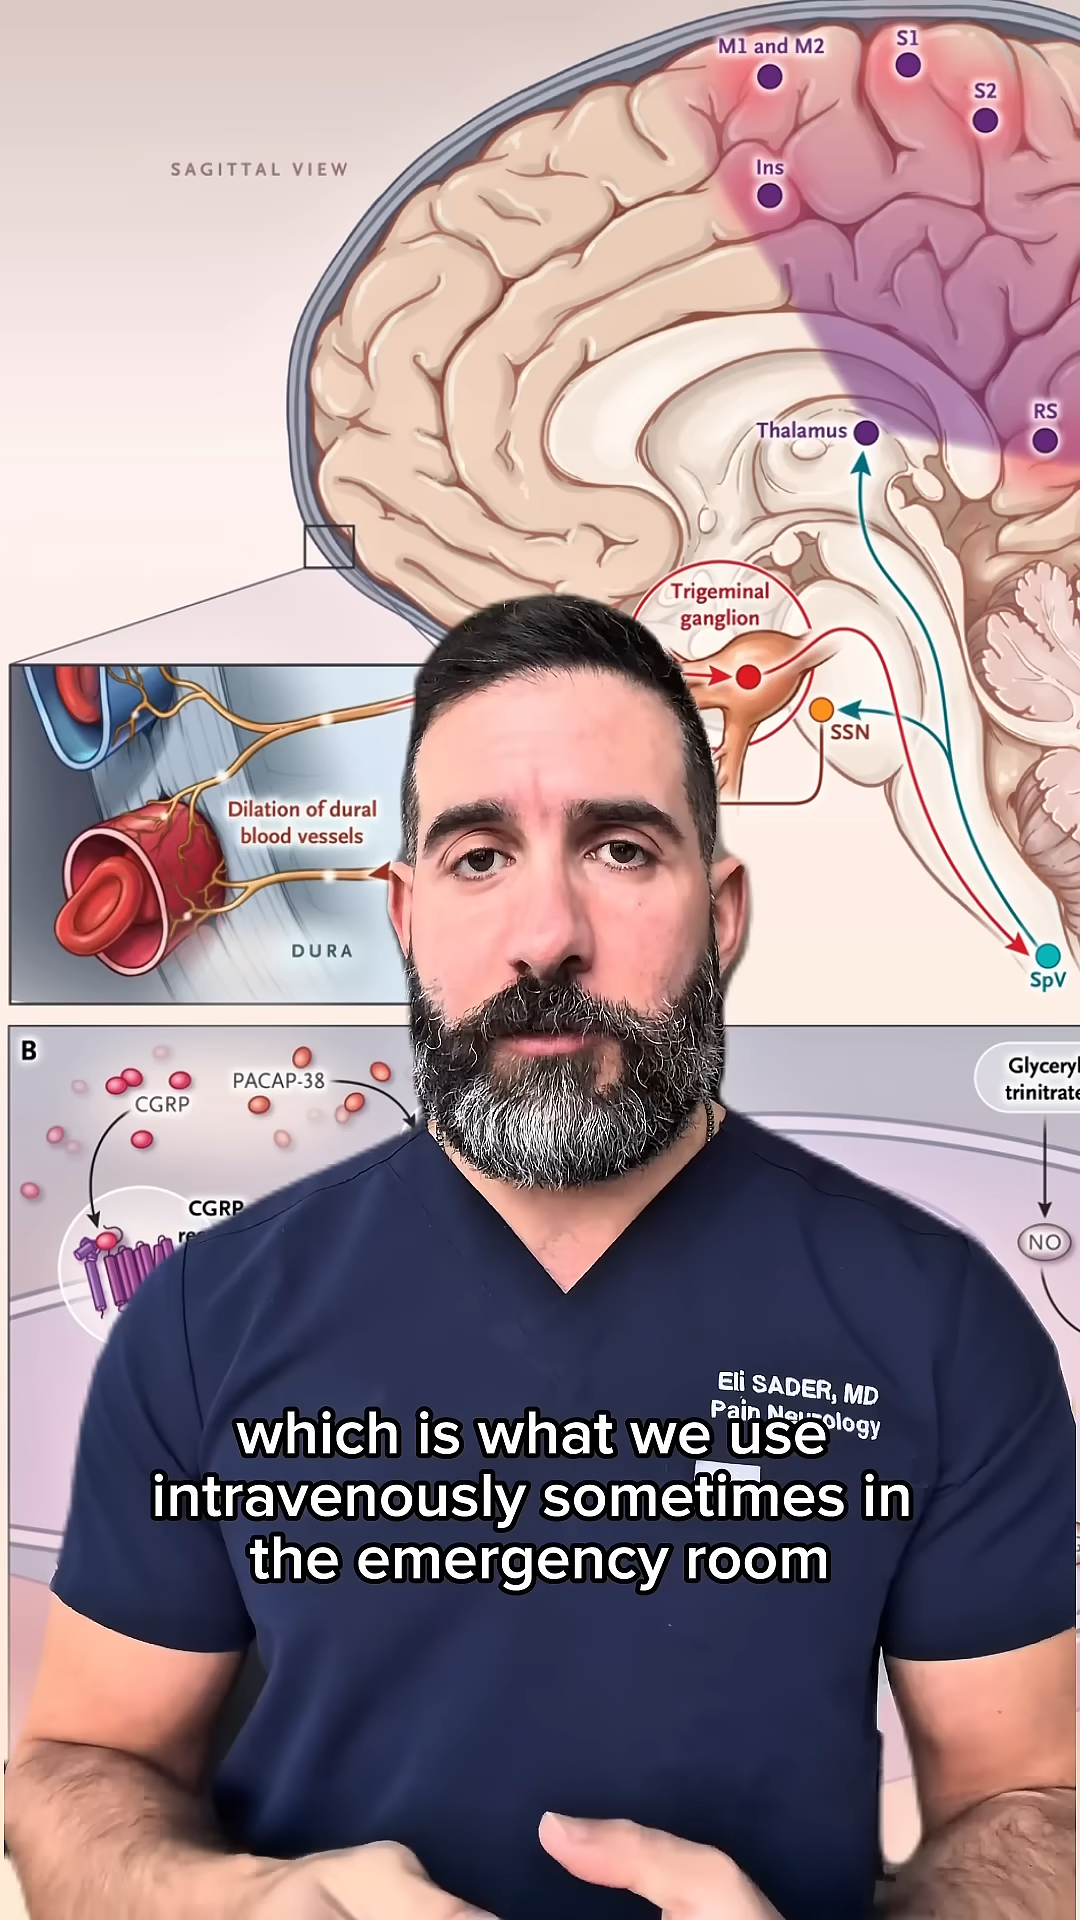 M1 and M2
S1
S2
SAGITTAL VIEW
Ins
RS
Thalamus
Trigeminal
ganglion
SSN
Dilation of dural
blood vessels
DURA
SpV
B
PACAP-38
CGRP
Glyceryl
trinitrate
CGRP
NO
Eli SADER, MD
Pain Neurology
which is what we use
intravenously sometimes in
the emergency room